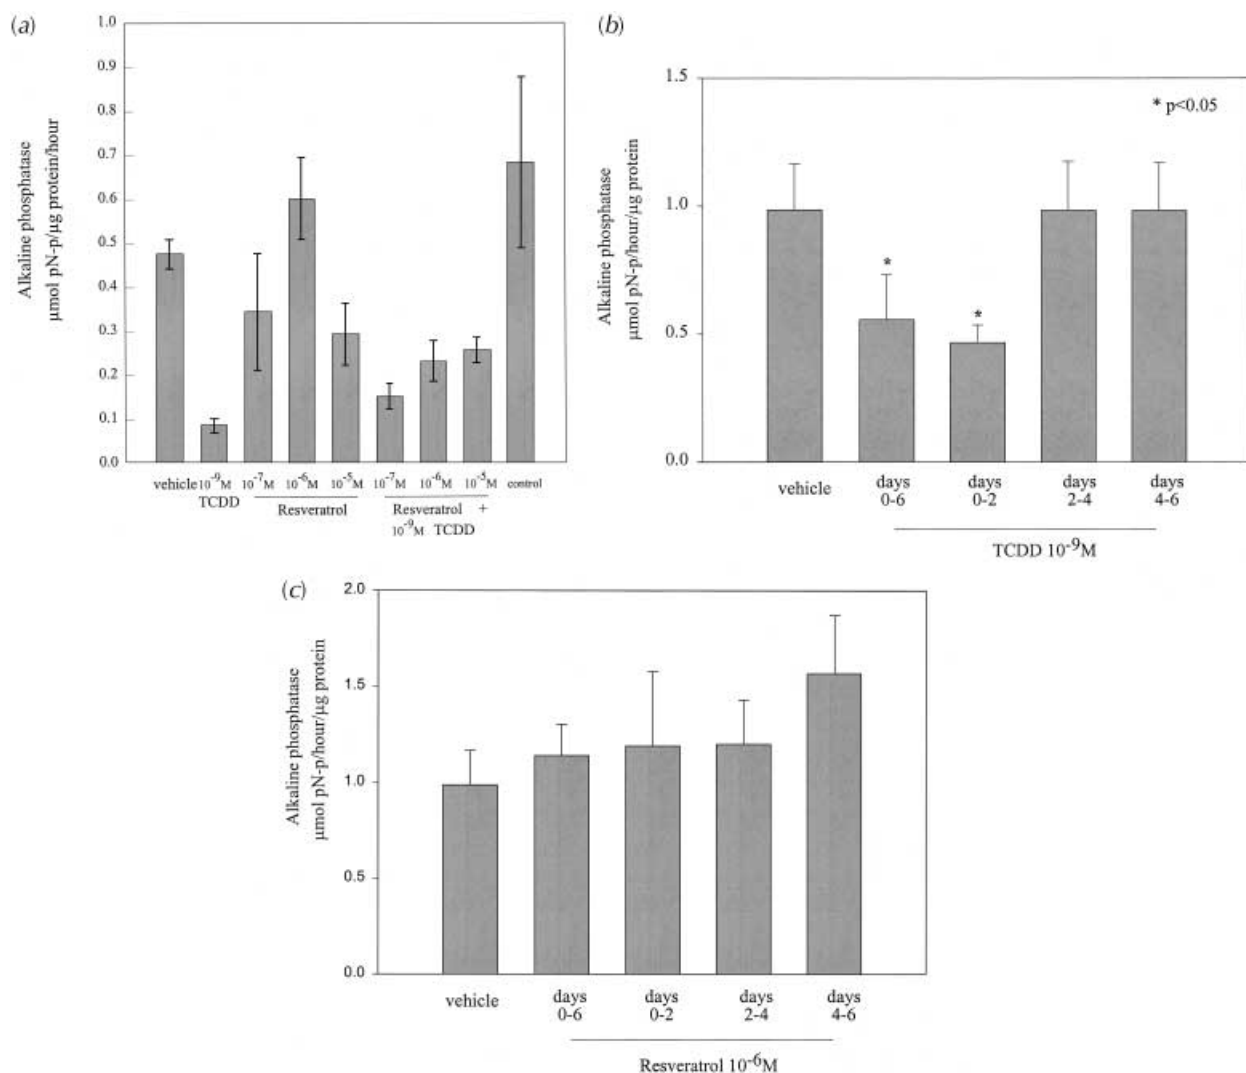 (a)
Alkaline phosphatase
µmol pN-p/µg protein/hour
1.0
0.9
0.8
0.7
0.6
0.5
0.4
0.3
0.2
0.1
0.0
vehicle 10⁻⁹M 10⁻⁷M 10⁻⁶M 10⁻⁵M 10⁻⁷M 10⁻⁶M 10⁻⁵M control
TCDD
Resveratrol
Resveratrol +
10⁻⁹M TCDD
(b)
Alkaline phosphatase
µmol pN-p/hour/µg protein
1.5
1.0
0.5
0.0
* p<0.05
*
*
vehicle
days
0-6
days
0-2
days
2-4
days
4-6
TCDD 10⁻⁹M
(c)
Alkaline phosphatase
µmol pN-p/hour/µg protein
2.0
1.5
1.0
0.5
0.0
vehicle
days
0-6
days
0-2
days
2-4
days
4-6
Resveratrol 10⁻⁶M